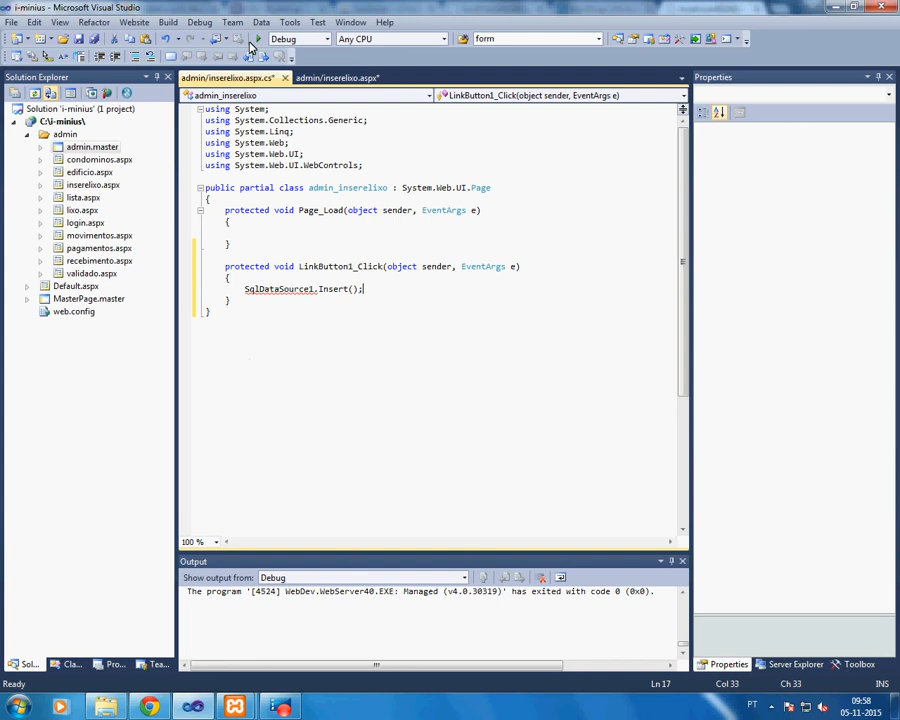 i-minius - Microsoft Visual Studio
File Edit View Refactor Website Build Debug Team Data Tools Test Window Help
Debug Any CPU form
Solution Explorer
Solution 'i-minius' (1 project)
C:\i-minius\
admin
admin.master
condominos.aspx
edificio.aspx
inserelixo.aspx
lista.aspx
lixo.aspx
login.aspx
movimentos.aspx
pagamentos.aspx
recebimento.aspx
validado.aspx
Default.aspx
MasterPage.master
web.config
Sol... Cla... Pro... Tea...
admin/inserelixo.aspx.cs* admin/inserelixo.aspx*
admin_inserelixo LinkButton1_Click(object sender, EventArgs e)
using System;
using System.Collections.Generic;
using System.Linq;
using System.Web;
using System.Web.UI;
using System.Web.UI.WebControls;
public partial class admin_inserelixo : System.Web.UI.Page
{
protected void Page_Load(object sender, EventArgs e)
{
}
protected void LinkButton1_Click(object sender, EventArgs e)
{
SqlDataSource1.Insert();
}
}
100 %
Output
Show output from: Debug
The program '[4524] WebDev.WebServer40.EXE: Managed (v4.0.30319)' has exited with code 0 (0x0).
Properties
Properties Server Explorer Toolbox
Ready Ln 17 Col 33 Ch 33 INS
PT 09:58
05-11-2015